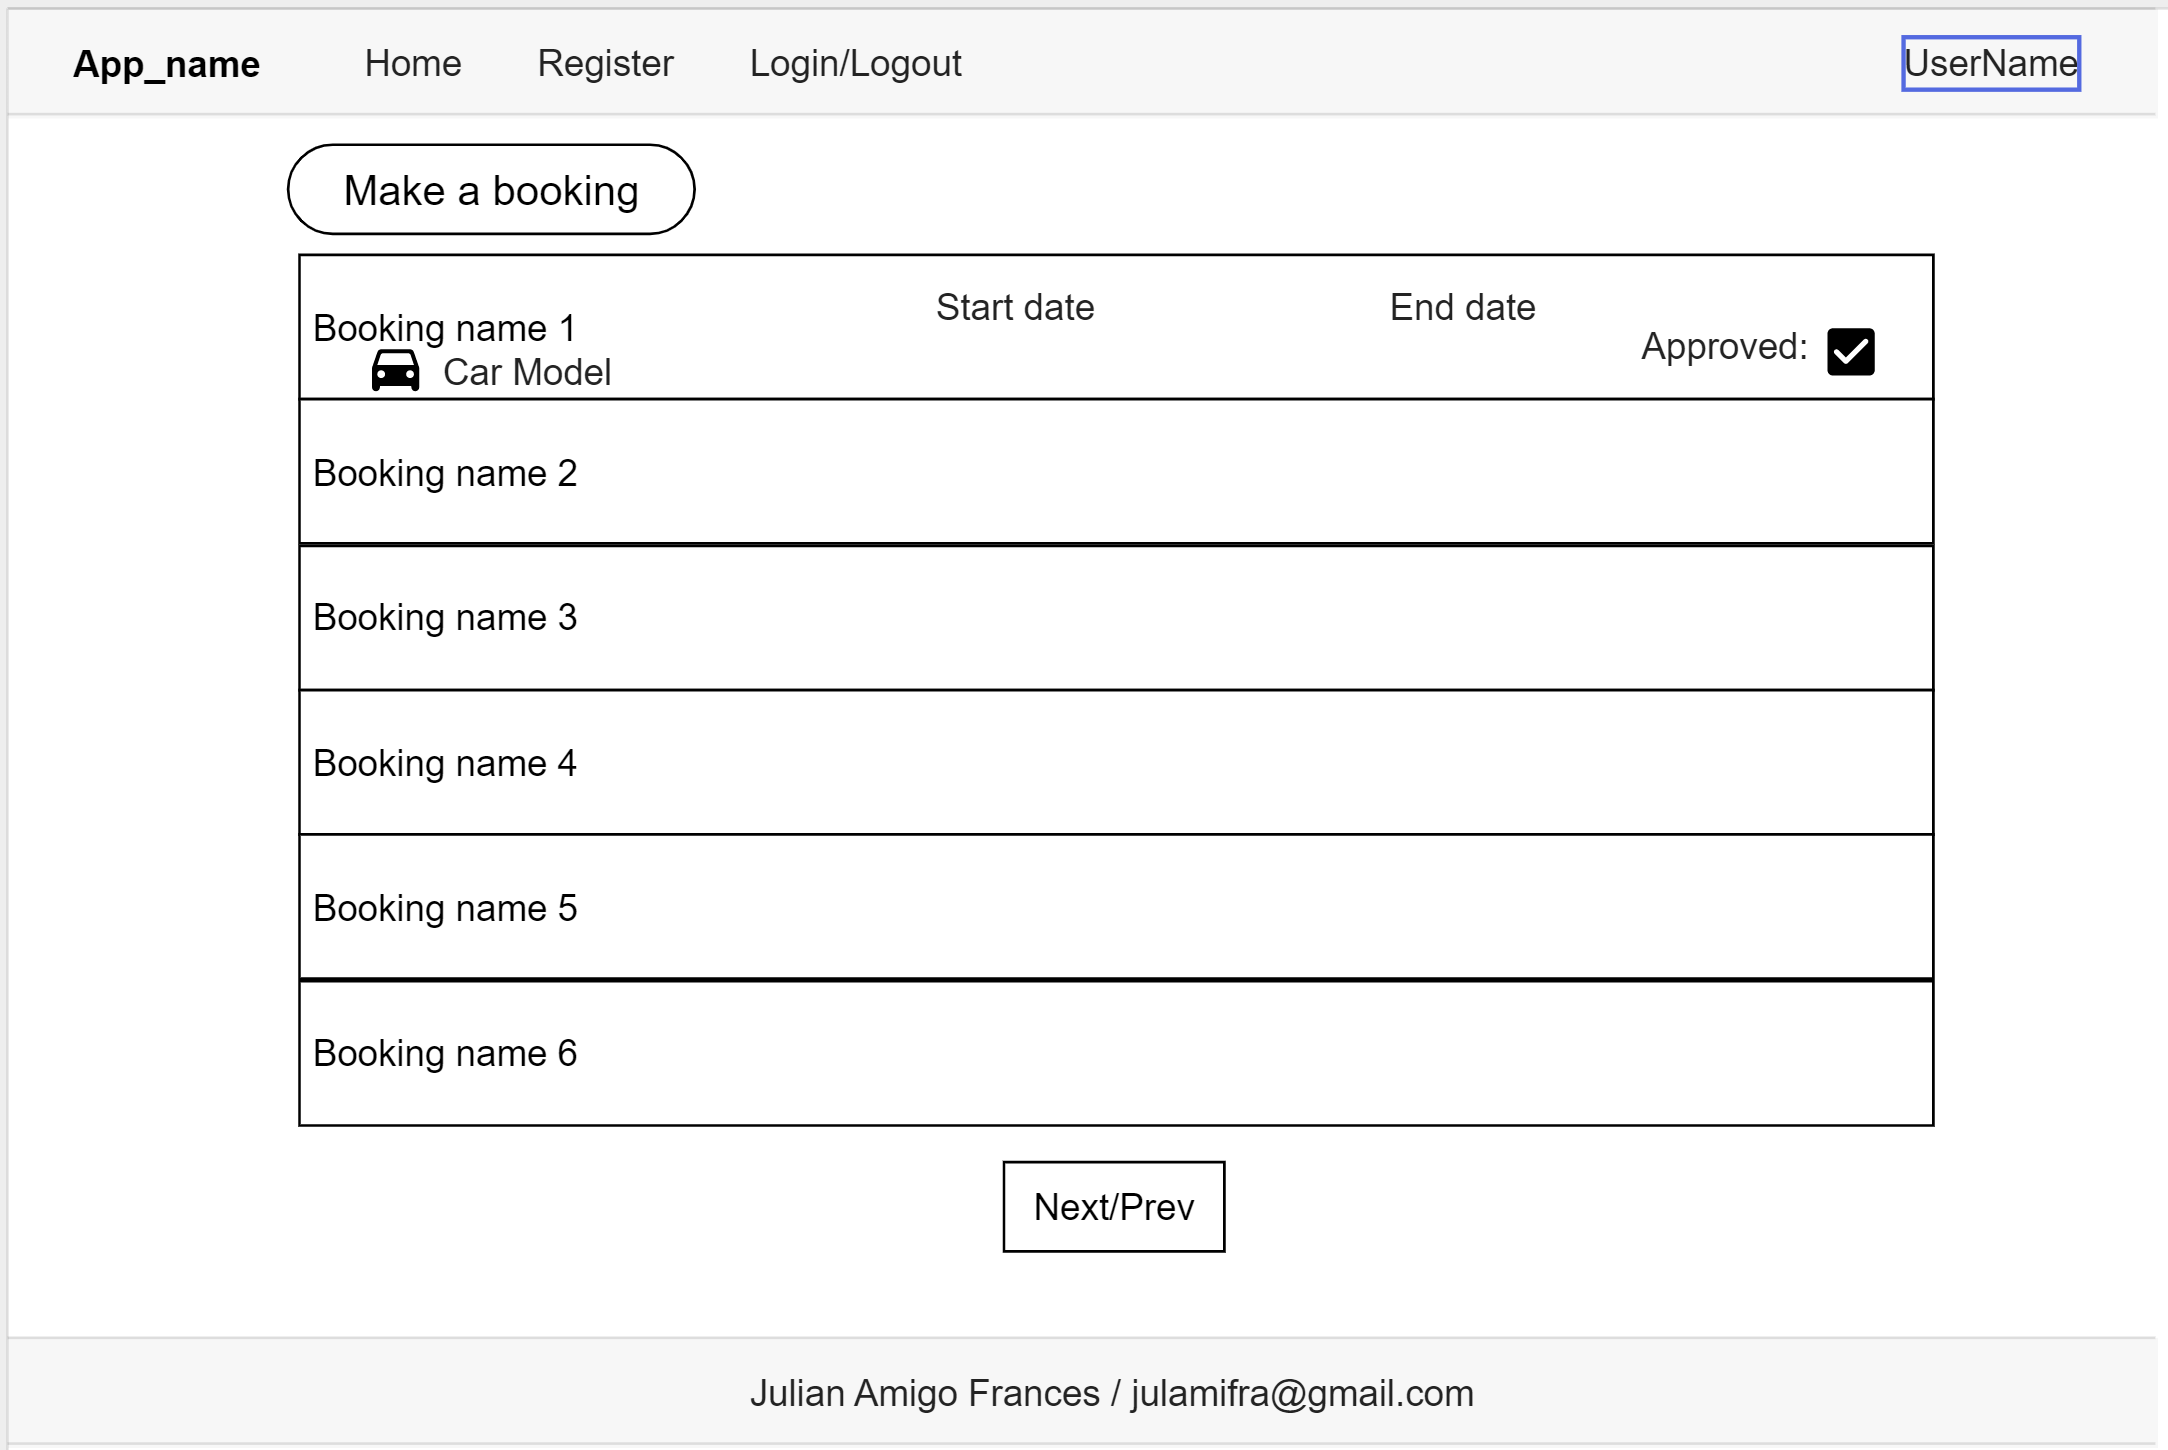 App_name Home Register Login/Logout UserName
Make a booking
Start date End date
Booking name 1
Approved:
Car Model
Booking name 2
Booking name 3
Booking name 4
Booking name 5
Booking name 6
Next/Prev
Julian Amigo Frances / julamifra@gmail.com